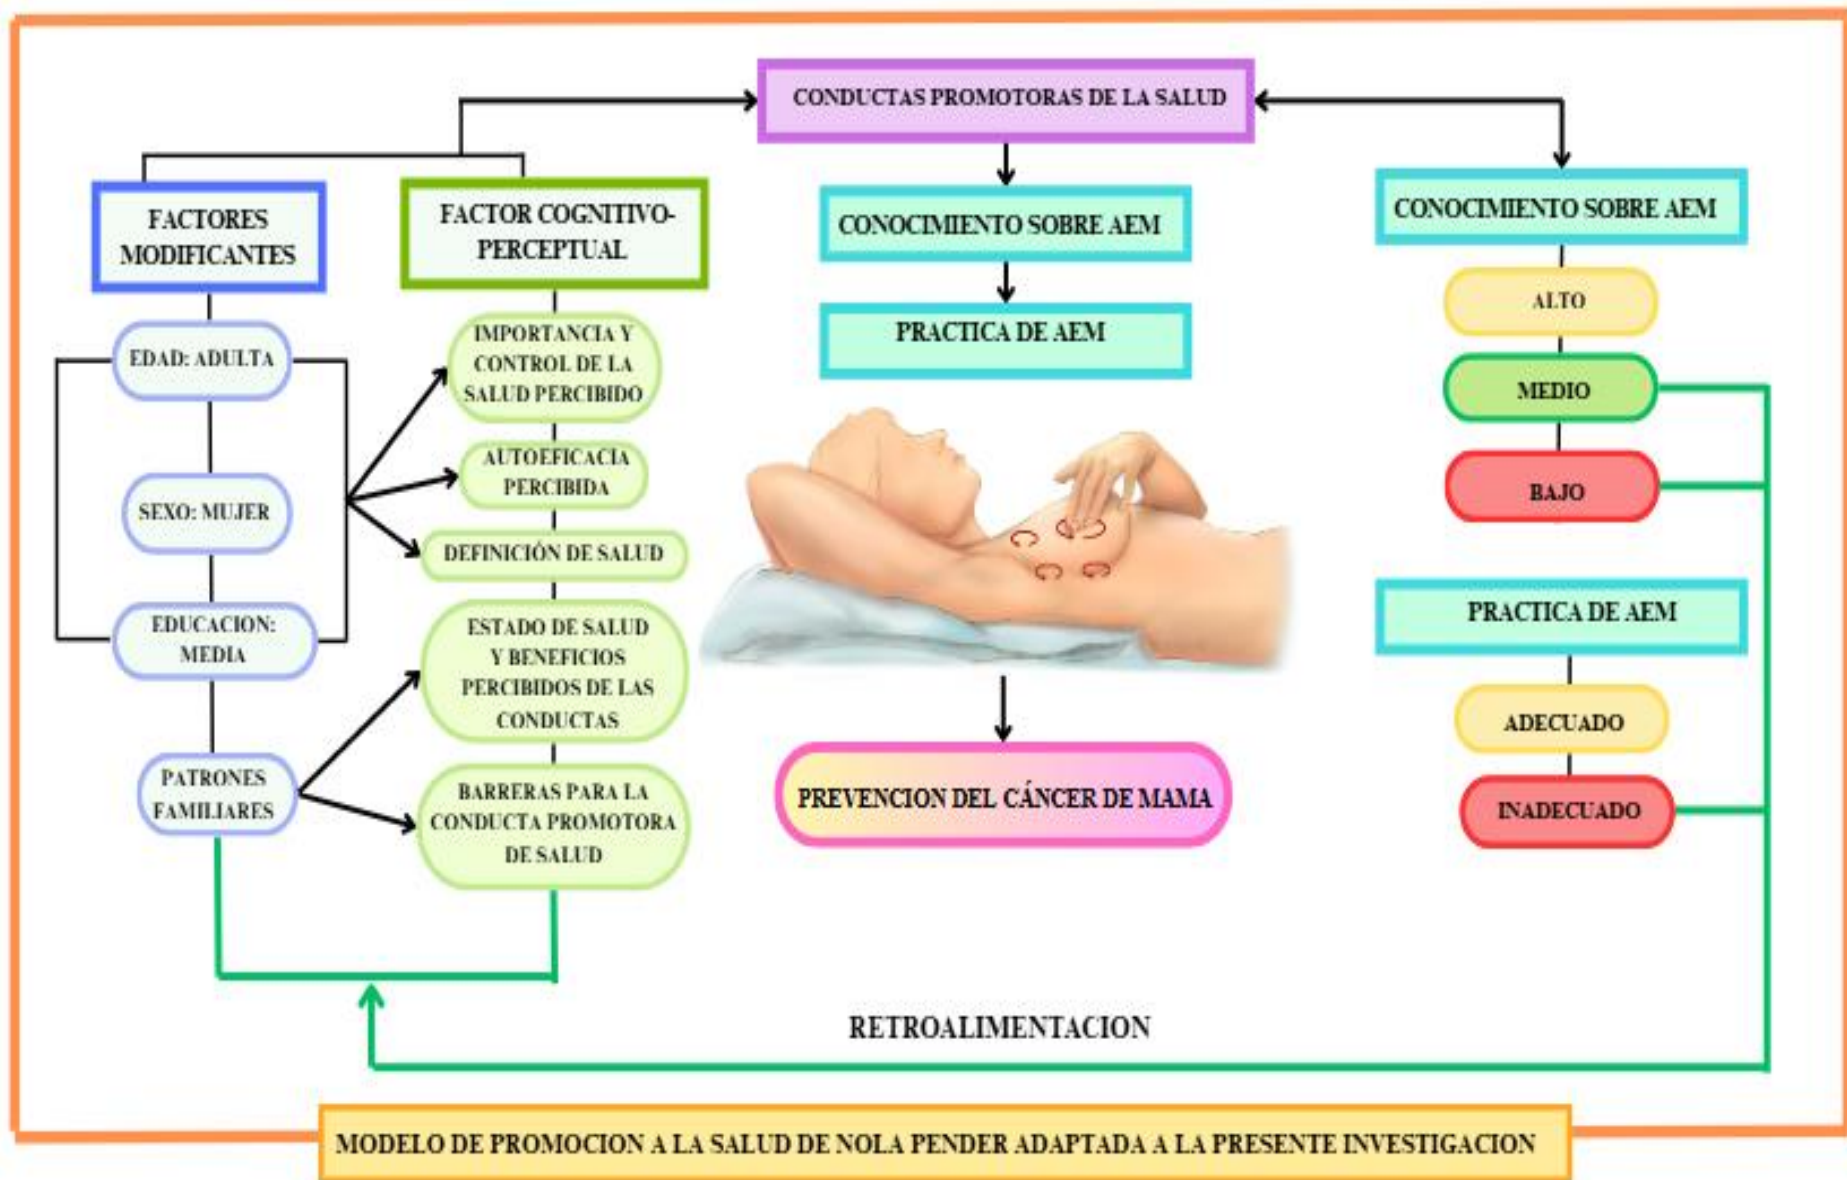 CONDUCTAS PROMOTORAS DE LA SALUD
FACTORES
MODIFICANTES
EDAD: ADULTA
SEXO: MUJER
EDUCACION:
MEDIA
PATRONES
FAMILIARES
FACTOR COGNITIVO-
PERCEPTUAL
IMPORTANCIA Y
CONTROL DE LA
SALUD PERCIBIDO
AUTOEFICACIA
PERCIBIDA
DEFINICIÓN DE SALUD
ESTADO DE SALUD
Y BENEFICIOS
PERCIBIDOS DE LAS
CONDUCTAS
BARRERAS PARA LA
CONDUCTA PROMOTORA
DE SALUD
CONOCIMIENTO SOBRE AEM
PRACTICA DE AEM
PREVENCION DEL CÁNCER DE MAMA
CONOCIMIENTO SOBRE AEM
ALTO
MEDIO
BAJO
PRACTICA DE AEM
ADECUADO
INADECUADO
RETROALIMENTACION
MODELO DE PROMOCION A LA SALUD DE NOLA PENDER ADAPTADA A LA PRESENTE INVESTIGACION